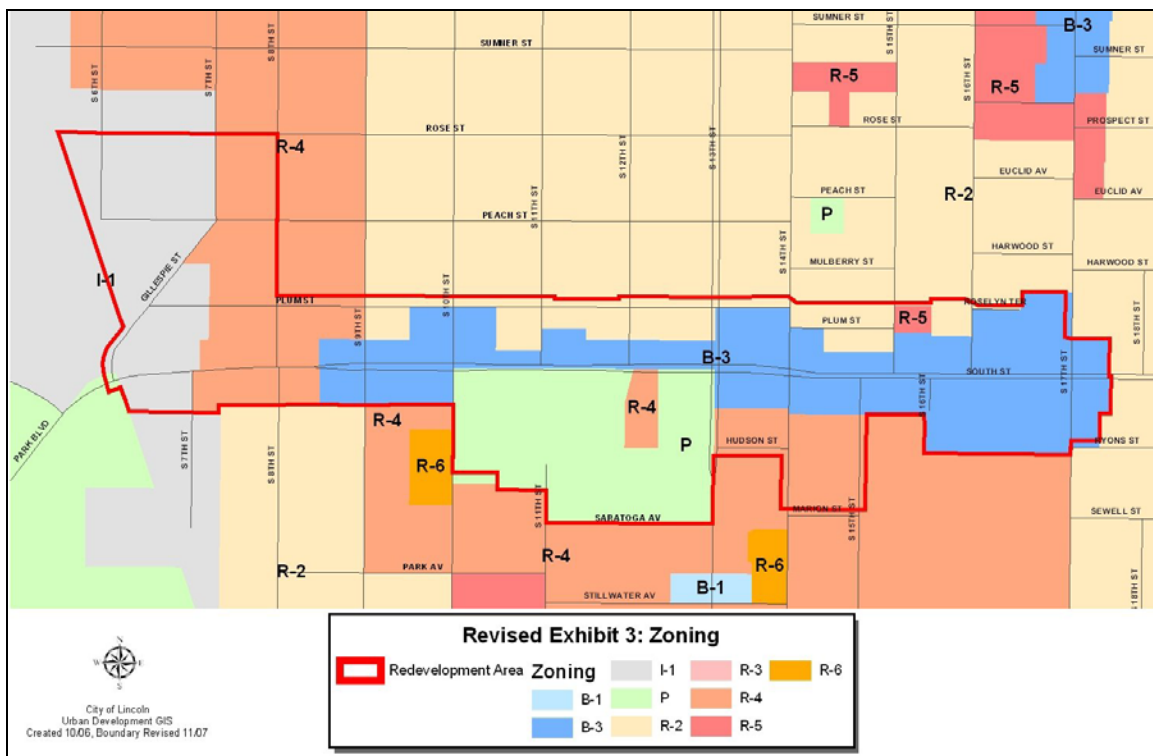 SUMNER ST
SUMNER ST
B-3
SUMNER ST
S 8TH ST
S 15TH ST
S 6TH ST
S 7TH ST
S 16TH ST
R-5
R-5
ROSE ST
ROSE ST
PROSPECT ST
R-4
S 12TH ST
S 13TH ST
EUCLID AV
PEACH ST
R-2
EUCLID AV
PEACH ST
S 11TH ST
P
HARWOOD ST
S 14TH ST
MULBERRY ST
HARWOOD ST
GILLESPIE ST
I-1
S 10TH ST
PLUM ST
ROSELYN TER
S 18TH ST
S 9TH ST
PLUM ST
R-5
B-3
SOUTH ST
S 17TH ST
S 16TH ST
R-4
R-4
PARK BLVD
S 7TH ST
HUDSON ST
P
RYONS ST
R-6
S 8TH ST
S 11TH ST
SARATOGA AV
MARION ST
S 15TH ST
SEWELL ST
R-4
R-2
PARK AV
R-6
B-1
STILLWATER AV
S 18TH ST
Revised Exhibit 3: Zoning
Redevelopment Area
Zoning
I-1
R-3
R-6
B-1
P
R-4
B-3
R-2
R-5
N
W
E
S
City of Lincoln
Urban Development GIS
Created 10/06, Boundary Revised 11/07